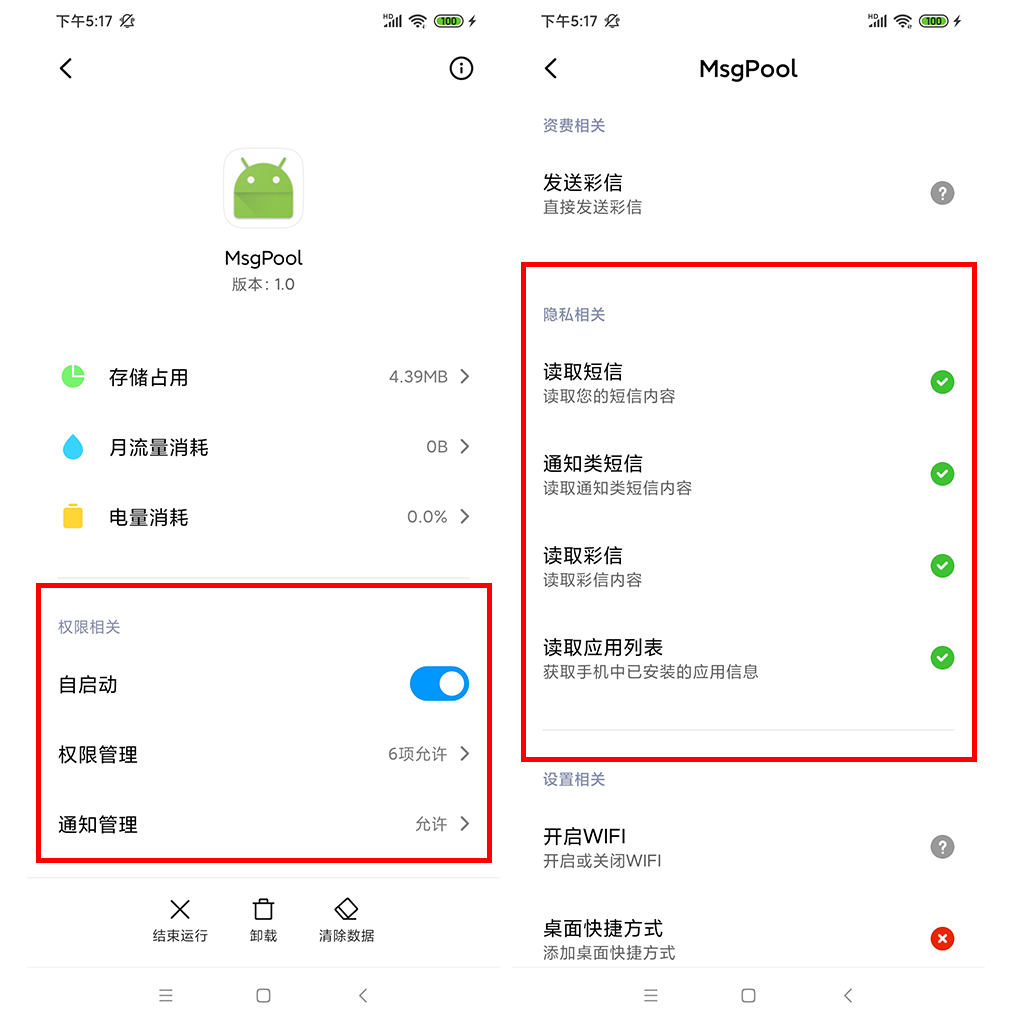 下午5:17
HD
100
MsgPool
版本：1.0
存储占用
4.39MB
月流量消耗
0B
电量消耗
0.0%
权限相关
自启动
权限管理
6项允许
通知管理
允许
结束运行
卸载
清除数据
下午5:17
HD
100
MsgPool
资费相关
发送彩信
直接发送彩信
隐私相关
读取短信
读取您的短信内容
通知类短信
读取通知类短信内容
读取彩信
读取彩信内容
读取应用列表
获取手机中已安装的应用信息
设置相关
开启WIFI
开启或关闭WIFI
桌面快捷方式
添加桌面快捷方式